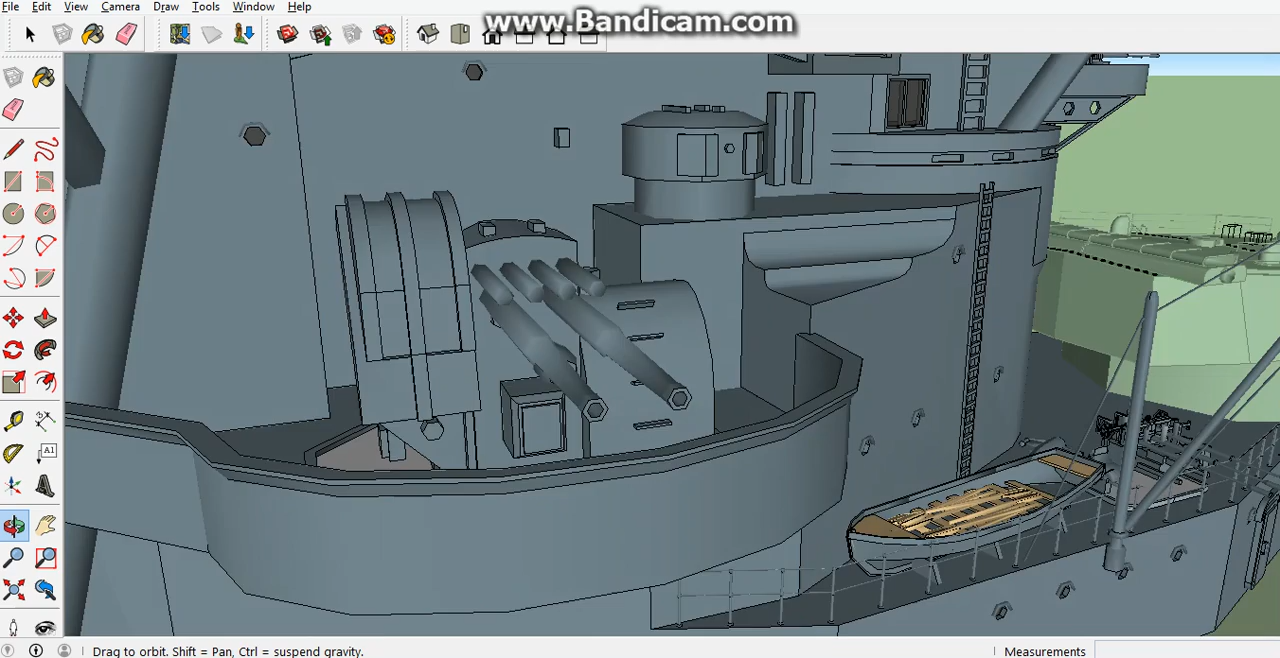 www.Bandicam.com
File Edit View Camera Draw Tools Window Help
A1
Drag to orbit. Shift = Pan, Ctrl = suspend gravity.
Measurements